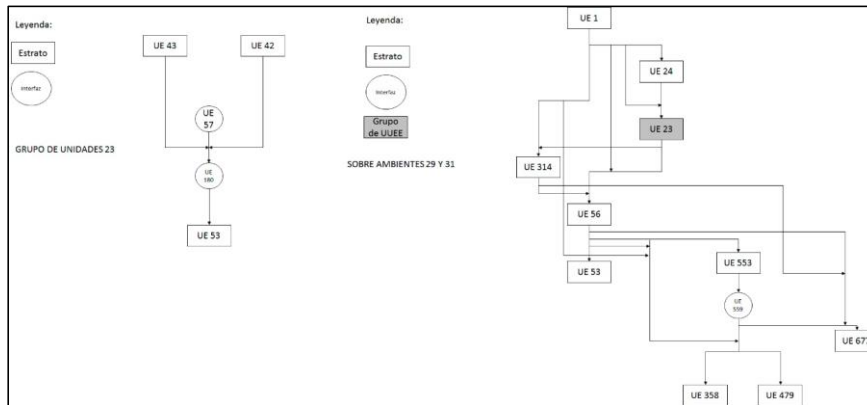 Leyenda:
Estrato
Interfaz
GRUPO DE UNIDADES 23
UE 43
UE 42
UE
57
UE
UE 53
Leyenda:
Estrato
Interfaz
Grupo
de UUEE
SOBRE AMBIENTES 29 Y 31
UE 1
UE 24
UE 23
UE 314
UE 56
UE 53
UE 553
UE
559
UE 677
UE 358
UE 479